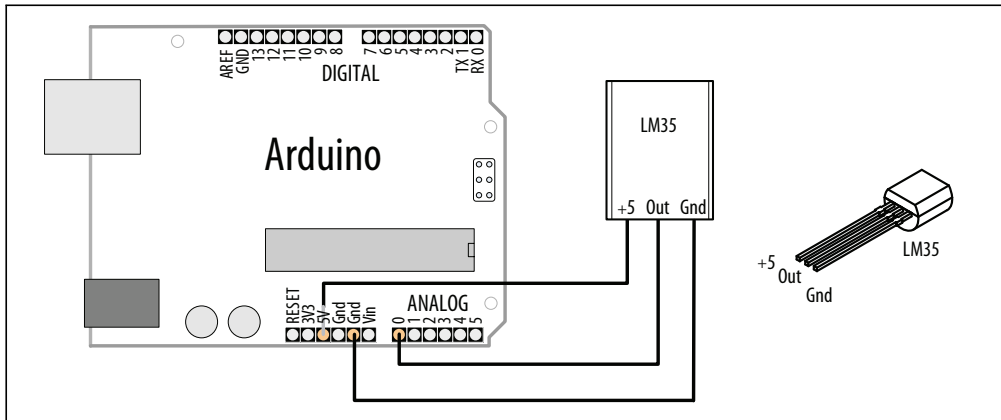 AREF
GND
13
12
11
10
9
8
7
6
5
4
3
2
TX 1
RX 0
DIGITAL
Arduino
RESET
3V3
5V
Gnd
Gnd
Vin
ANALOG
0
1
2
3
4
5
LM35
+5 Out Gnd
+5
Out
Gnd
LM35